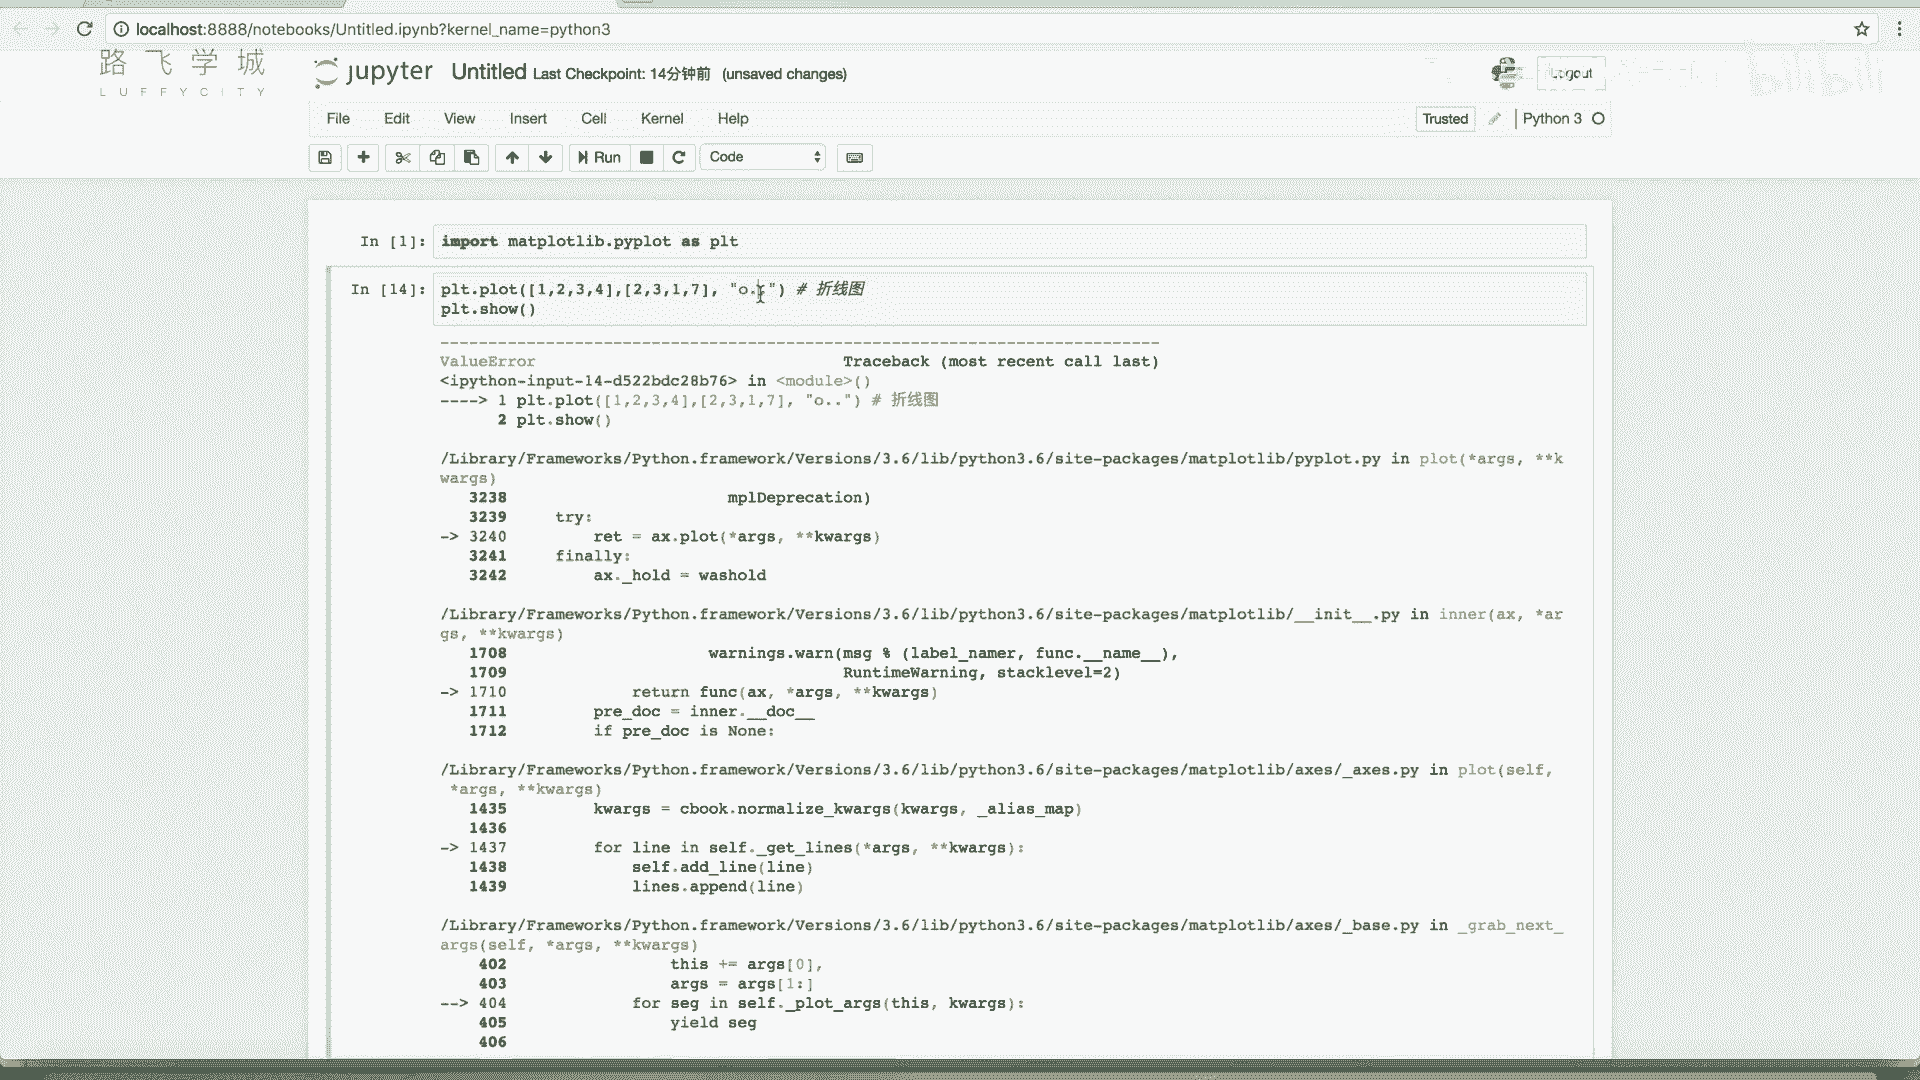 localhost:8888/notebooks/Untitled.ipynb?kernel_name=python3
路飞学城
LUFFYCITY
jupyter Untitled Last Checkpoint: 14分钟前 (unsaved changes)
Logout
bilibili
File Edit View Insert Cell Kernel Help
Trusted Python 3
Run Code
In [1]: import matplotlib.pyplot as plt
In [14]: plt.plot([1,2,3,4],[2,3,1,7], "o..") # 折线图
plt.show()
---------------------------------------------------------------------------
ValueError Traceback (most recent call last)
<ipython-input-14-d522bdc28b76> in <module>()
----> 1 plt.plot([1,2,3,4],[2,3,1,7], "o..") # 折线图
2 plt.show()
/Library/Frameworks/Python.framework/Versions/3.6/lib/python3.6/site-packages/matplotlib/pyplot.py in plot(*args, **k
wargs)
3238 mplDeprecation)
3239 try:
-> 3240 ret = ax.plot(*args, **kwargs)
3241 finally:
3242 ax._hold = washold
/Library/Frameworks/Python.framework/Versions/3.6/lib/python3.6/site-packages/matplotlib/__init__.py in inner(ax, *ar
gs, **kwargs)
1708 warnings.warn(msg % (label_namer, func.__name__),
1709 RuntimeWarning, stacklevel=2)
-> 1710 return func(ax, *args, **kwargs)
1711 pre_doc = inner.__doc__
1712 if pre_doc is None:
/Library/Frameworks/Python.framework/Versions/3.6/lib/python3.6/site-packages/matplotlib/axes/_axes.py in plot(self,
*args, **kwargs)
1435 kwargs = cbook.normalize_kwargs(kwargs, _alias_map)
1436
-> 1437 for line in self._get_lines(*args, **kwargs):
1438 self.add_line(line)
1439 lines.append(line)
/Library/Frameworks/Python.framework/Versions/3.6/lib/python3.6/site-packages/matplotlib/axes/_base.py in _grab_next_
args(self, *args, **kwargs)
402 this += args[0],
403 args = args[1:]
--> 404 for seg in self._plot_args(this, kwargs):
405 yield seg
406